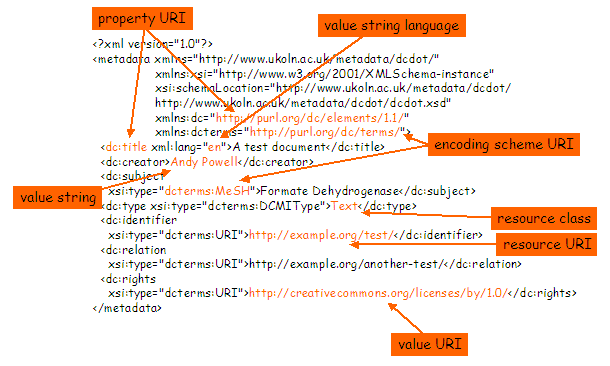 property URI
value string language
<?xml version="1.0"?>
<metadata xmlns="http://www.ukoln.ac.uk/metadata/dcdot/"
xmlns:xsi="http://www.w3.org/2001/XMLSchema-instance"
xsi:schemaLocation="http://www.ukoln.ac.uk/metadata/dcdot/
http://www.ukoln.ac.uk/metadata/dcdot/dcdot.xsd"
xmlns:dc="http://purl.org/dc/elements/1.1/"
xmlns:dcterms="http://purl.org/dc/terms/">
<dc:title xml:lang="en">A test document</dc:title>
encoding scheme URI
<dc:creator>Andy Powell</dc:creator>
<dc:subject
value string
xsi:type="dcterms:MeSH">Formate Dehydrogenase</dc:subject>
<dc:type xsi:type="dcterms:DCMIType">Text</dc:type>
resource class
<dc:identifier
xsi:type="dcterms:URI">http://example.org/test/</dc:identifier>
resource URI
<dc:relation
xsi:type="dcterms:URI">http://example.org/another-test/</dc:relation>
<dc:rights
xsi:type="dcterms:URI">http://creativecommons.org/licenses/by/1.0/</dc:rights>
</metadata>
value URI